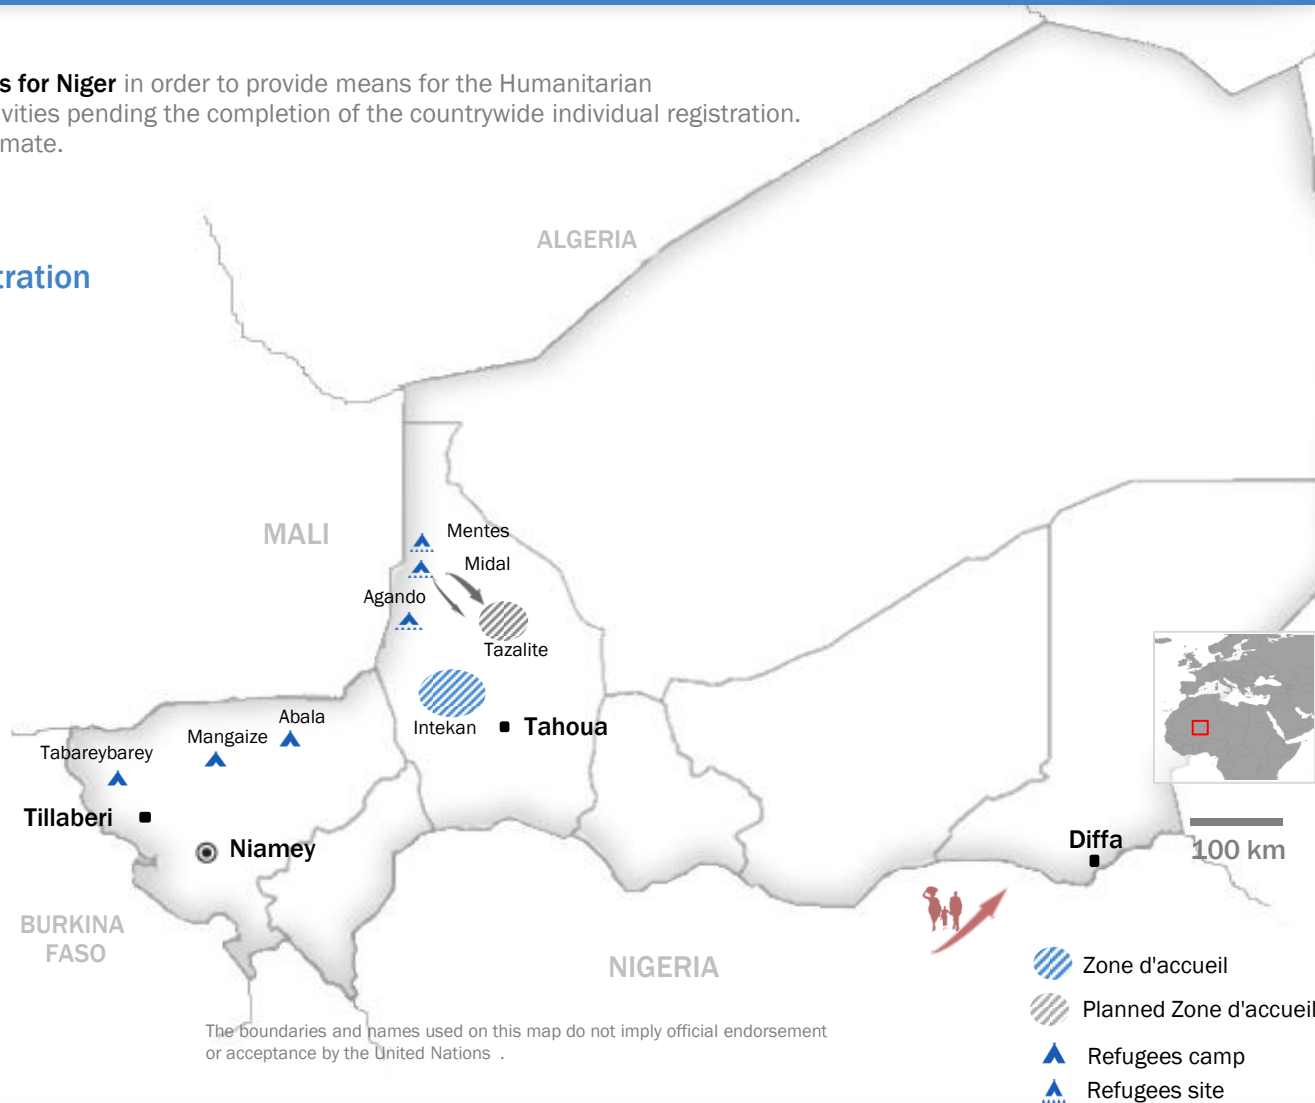 s for Niger in order to provide means for the Humanitarian
vities pending the completion of the countrywide individual registration.
mate.
ALGERIA
tration
MALI
Mentes
Midal
Agando
Tazalite
Abala
Intekan
Tahoua
Mangaize
Tabareybarey
Tillaberi
Niamey
Diffa
100 km
BURKINA
FASO
NIGERIA
Zone d'accueil
Planned Zone d'accueil
Refugees camp
Refugees site
The boundaries and names used on this map do not imply official endorsement
or acceptance by the United Nations .